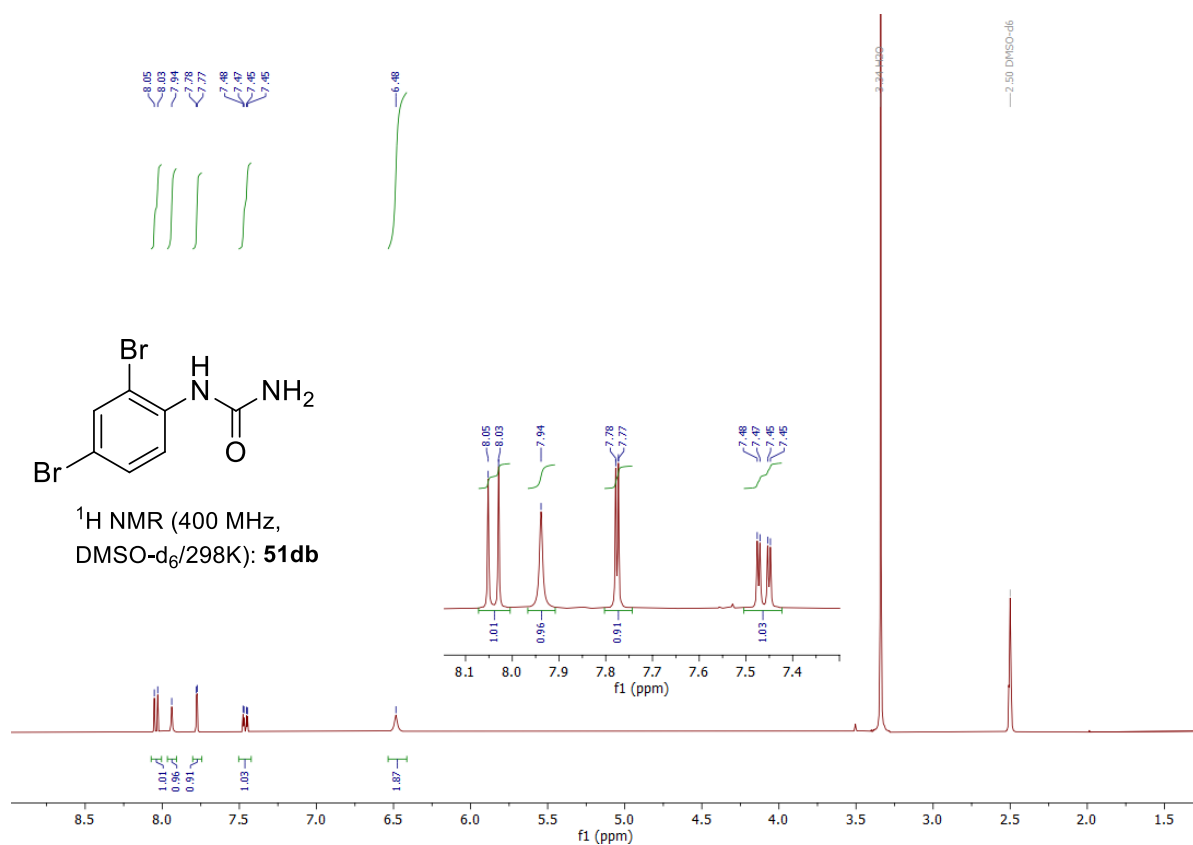 8.05
8.03
7.94
7.78
7.77
7.48
7.47
7.45
7.45
6.48
3.34 H2O
2.50 DMSO-d6
Br
H
N
NH2
O
Br
1H NMR (400 MHz,
DMSO-d6/298K): 51db
8.05
8.03
7.94
7.78
7.77
7.48
7.47
7.45
7.45
1.01
0.96
0.91
1.03
8.1 8.0 7.9 7.8 7.7 7.6 7.5 7.4
f1 (ppm)
1.01
0.96
0.91
1.03
1.87
8.5 8.0 7.5 7.0 6.5 6.0 5.5 5.0 4.5 4.0 3.5 3.0 2.5 2.0 1.5
f1 (ppm)